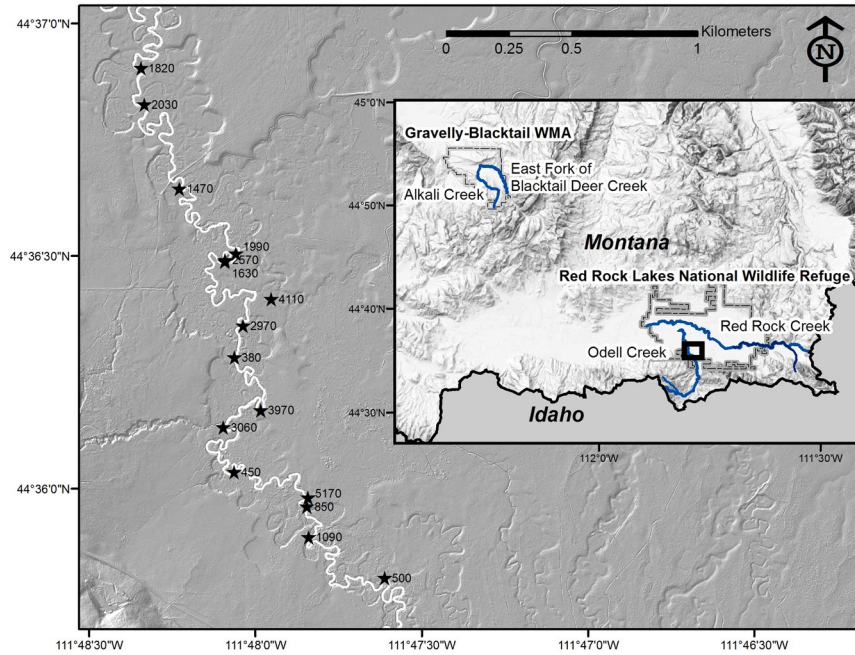 44°37'0"N
44°36'30"N
44°36'0"N
111°48'30"W
111°48'0"W
111°47'30"W
111°47'0"W
111°46'30"W
0
0.25
0.5
1
Kilometers
N
1820
2030
1470
1990
2570
1630
4110
2970
380
3970
3060
450
5170
850
1090
500
45°0'N
44°50'N
44°40'N
44°30'N
112°0'W
111°30'W
Gravelly-Blacktail WMA
East Fork of
Blacktail Deer Creek
Alkali Creek
Montana
Red Rock Lakes National Wildlife Refuge
Red Rock Creek
Odell Creek
Idaho